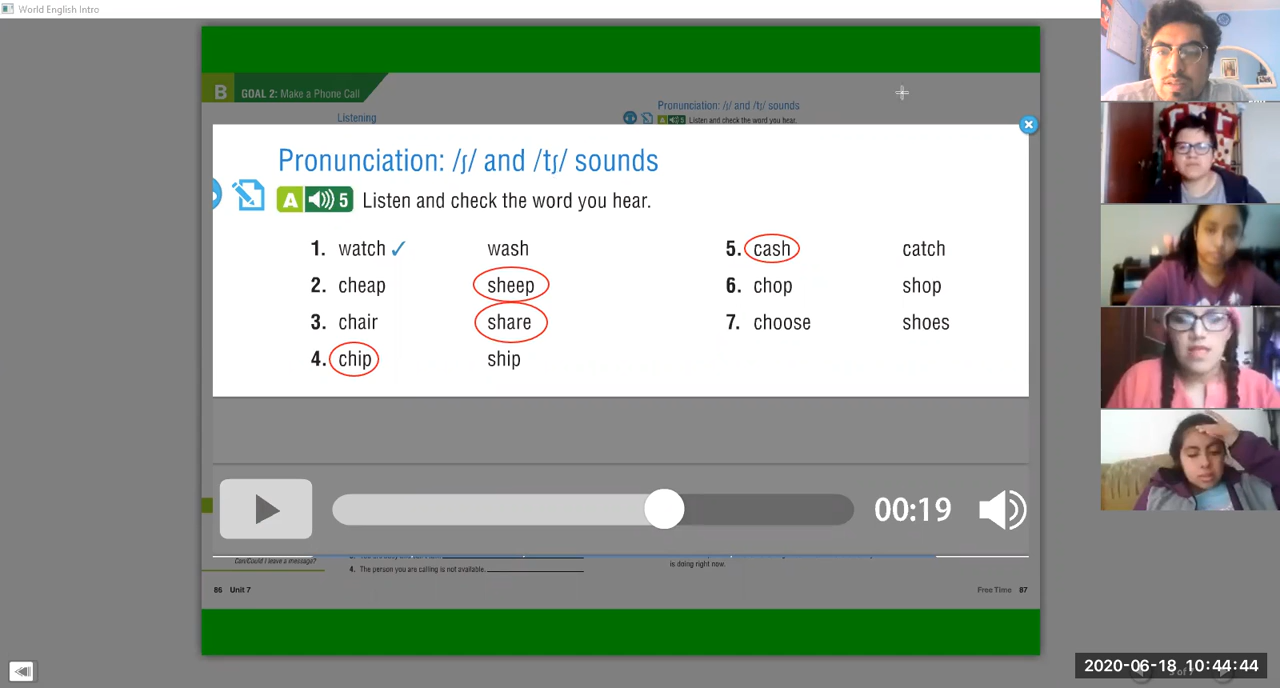 World English Intro
B GOAL 2: Make a Phone Call
Listening
Pronunciation: /ʃ/ and /tʃ/ sounds
A 5 Listen and check the word you hear.
Pronunciation: /ʃ/ and /tʃ/ sounds
A 5 Listen and check the word you hear.
1. watch ✓ wash
2. cheap sheep
3. chair share
4. chip ship
5. cash catch
6. chop shop
7. choose shoes
00:19
Can/Could I leave a message?
4. The person you are calling is not available.
is doing right now.
86 Unit 7
Free Time 87
2020-06-18 10:44:44